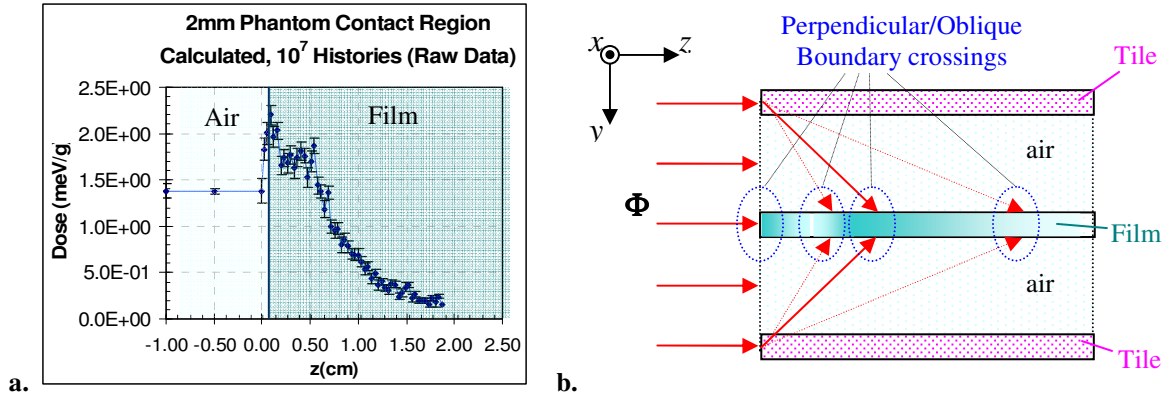 2mm Phantom Contact Region
Calculated, 10⁷ Histories (Raw Data)
2.5E+00
2.0E+00
1.5E+00
1.0E+00
5.0E-01
0.0E+00
Dose (meV/g)
Air
Film
-1.00 -0.50 0.00 0.50 1.00 1.50 2.00 2.50
z(cm)
a.
Perpendicular/Oblique
Boundary crossings
x
z
y
Tile
air
Φ
Film
air
Tile
b.